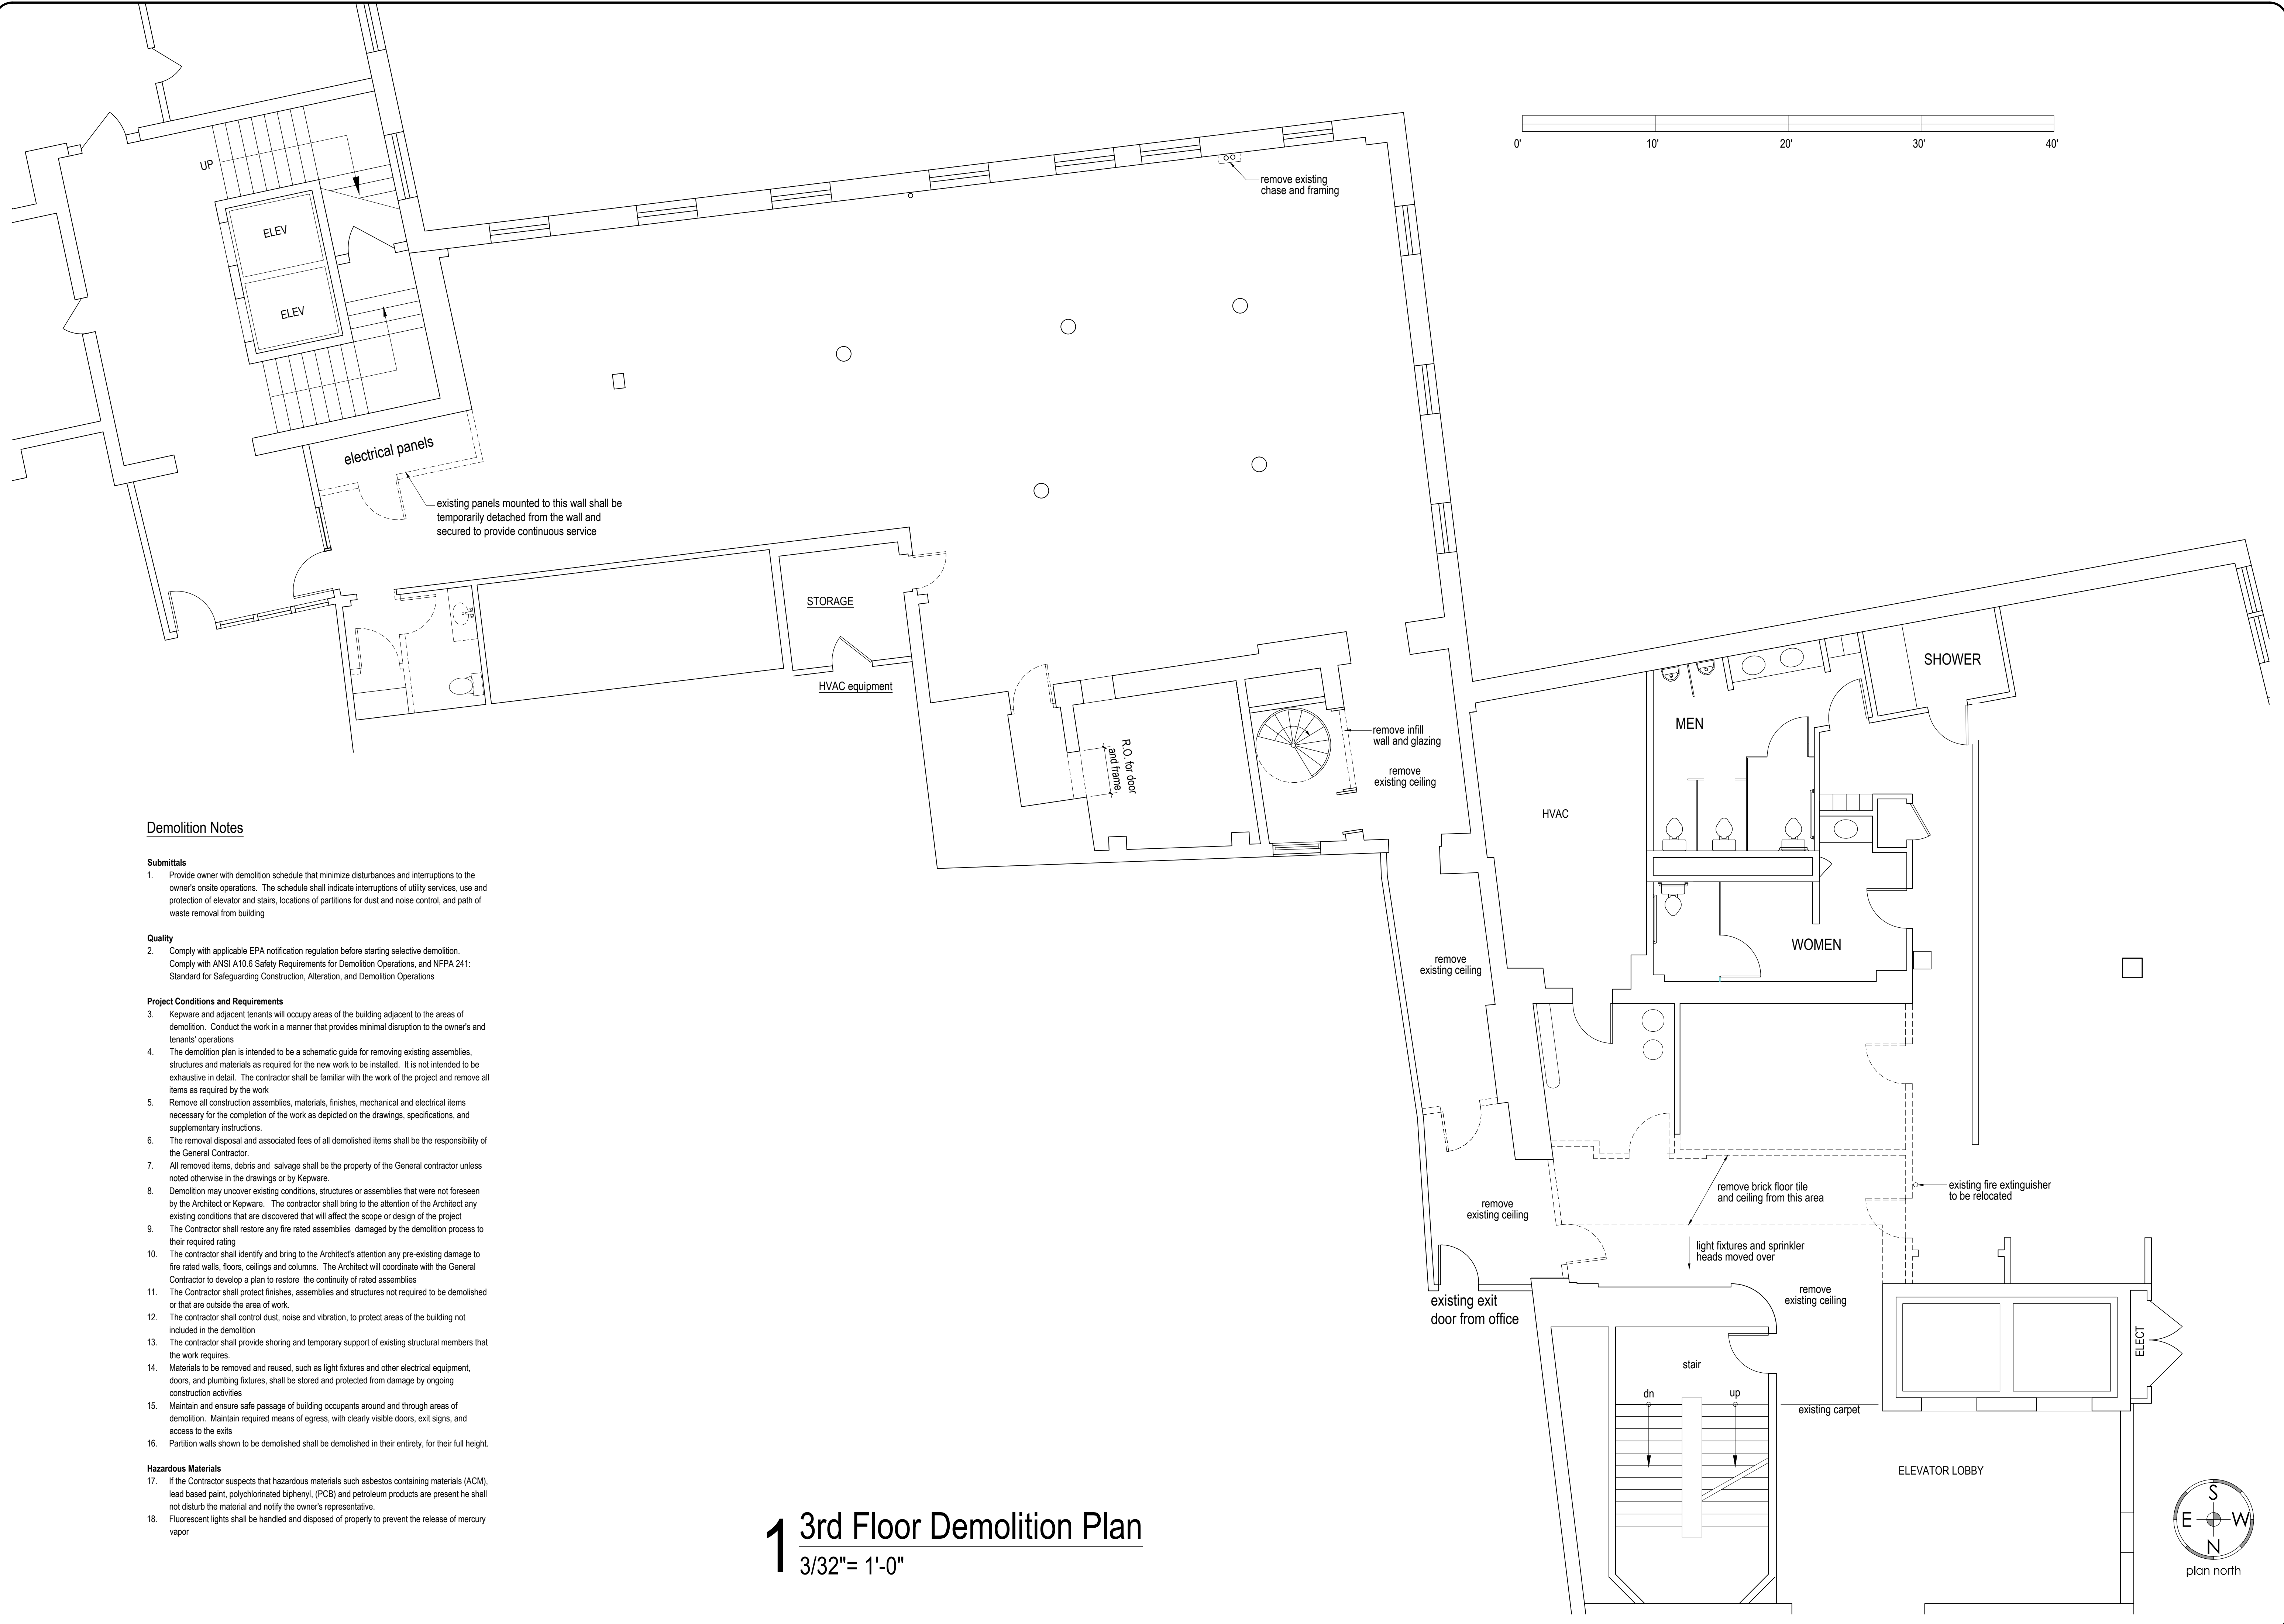 0' 10' 20' 30' 40'
UP
remove existing
chase and framing
ELEV
ELEV
electrical panels
existing panels mounted to this wall shall be
temporarily detached from the wall and
secured to provide continuous service
STORAGE
HVAC equipment
SHOWER
MEN
R.O. for door
and frame
remove infill
wall and glazing
remove
existing ceiling
HVAC
WOMEN
remove
existing ceiling
remove brick floor tile
and ceiling from this area
existing fire extinguisher
to be relocated
remove
existing ceiling
light fixtures and sprinkler
heads moved over
remove
existing ceiling
existing exit
door from office
ELECT
stair
dn
up
existing carpet
ELEVATOR LOBBY
Demolition Notes
Submittals
1. Provide owner with demolition schedule that minimize disturbances and interruptions to the
owner's onsite operations. The schedule shall indicate interruptions of utility services, use and
protection of elevator and stairs, locations of partitions for dust and noise control, and path of
waste removal from building
Quality
2. Comply with applicable EPA notification regulation before starting selective demolition.
Comply with ANSI A10.6 Safety Requirements for Demolition Operations, and NFPA 241:
Standard for Safeguarding Construction, Alteration, and Demolition Operations
Project Conditions and Requirements
3. Kepware and adjacent tenants will occupy areas of the building adjacent to the areas of
demolition. Conduct the work in a manner that provides minimal disruption to the owner's and
tenants' operations
4. The demolition plan is intended to be a schematic guide for removing existing assemblies,
structures and materials as required for the new work to be installed. It is not intended to be
exhaustive in detail. The contractor shall be familiar with the work of the project and remove all
items as required by the work
5. Remove all construction assemblies, materials, finishes, mechanical and electrical items
necessary for the completion of the work as depicted on the drawings, specifications, and
supplementary instructions.
6. The removal disposal and associated fees of all demolished items shall be the responsibility of
the General Contractor.
7. All removed items, debris and salvage shall be the property of the General contractor unless
noted otherwise in the drawings or by Kepware.
8. Demolition may uncover existing conditions, structures or assemblies that were not foreseen
by the Architect or Kepware. The contractor shall bring to the attention of the Architect any
existing conditions that are discovered that will affect the scope or design of the project
9. The Contractor shall restore any fire rated assemblies damaged by the demolition process to
their required rating
10. The contractor shall identify and bring to the Architect's attention any pre-existing damage to
fire rated walls, floors, ceilings and columns. The Architect will coordinate with the General
Contractor to develop a plan to restore the continuity of rated assemblies
11. The Contractor shall protect finishes, assemblies and structures not required to be demolished
or that are outside the area of work.
12. The contractor shall control dust, noise and vibration, to protect areas of the building not
included in the demolition
13. The contractor shall provide shoring and temporary support of existing structural members that
the work requires.
14. Materials to be removed and reused, such as light fixtures and other electrical equipment,
doors, and plumbing fixtures, shall be stored and protected from damage by ongoing
construction activities
15. Maintain and ensure safe passage of building occupants around and through areas of
demolition. Maintain required means of egress, with clearly visible doors, exit signs, and
access to the exits
16. Partition walls shown to be demolished shall be demolished in their entirety, for their full height.
Hazardous Materials
17. If the Contractor suspects that hazardous materials such asbestos containing materials (ACM),
lead based paint, polychlorinated biphenyl, (PCB) and petroleum products are present he shall
not disturb the material and notify the owner's representative.
18. Fluorescent lights shall be handled and disposed of properly to prevent the release of mercury
vapor
1 3rd Floor Demolition Plan
3/32"= 1'-0"
S
E W
N
plan north